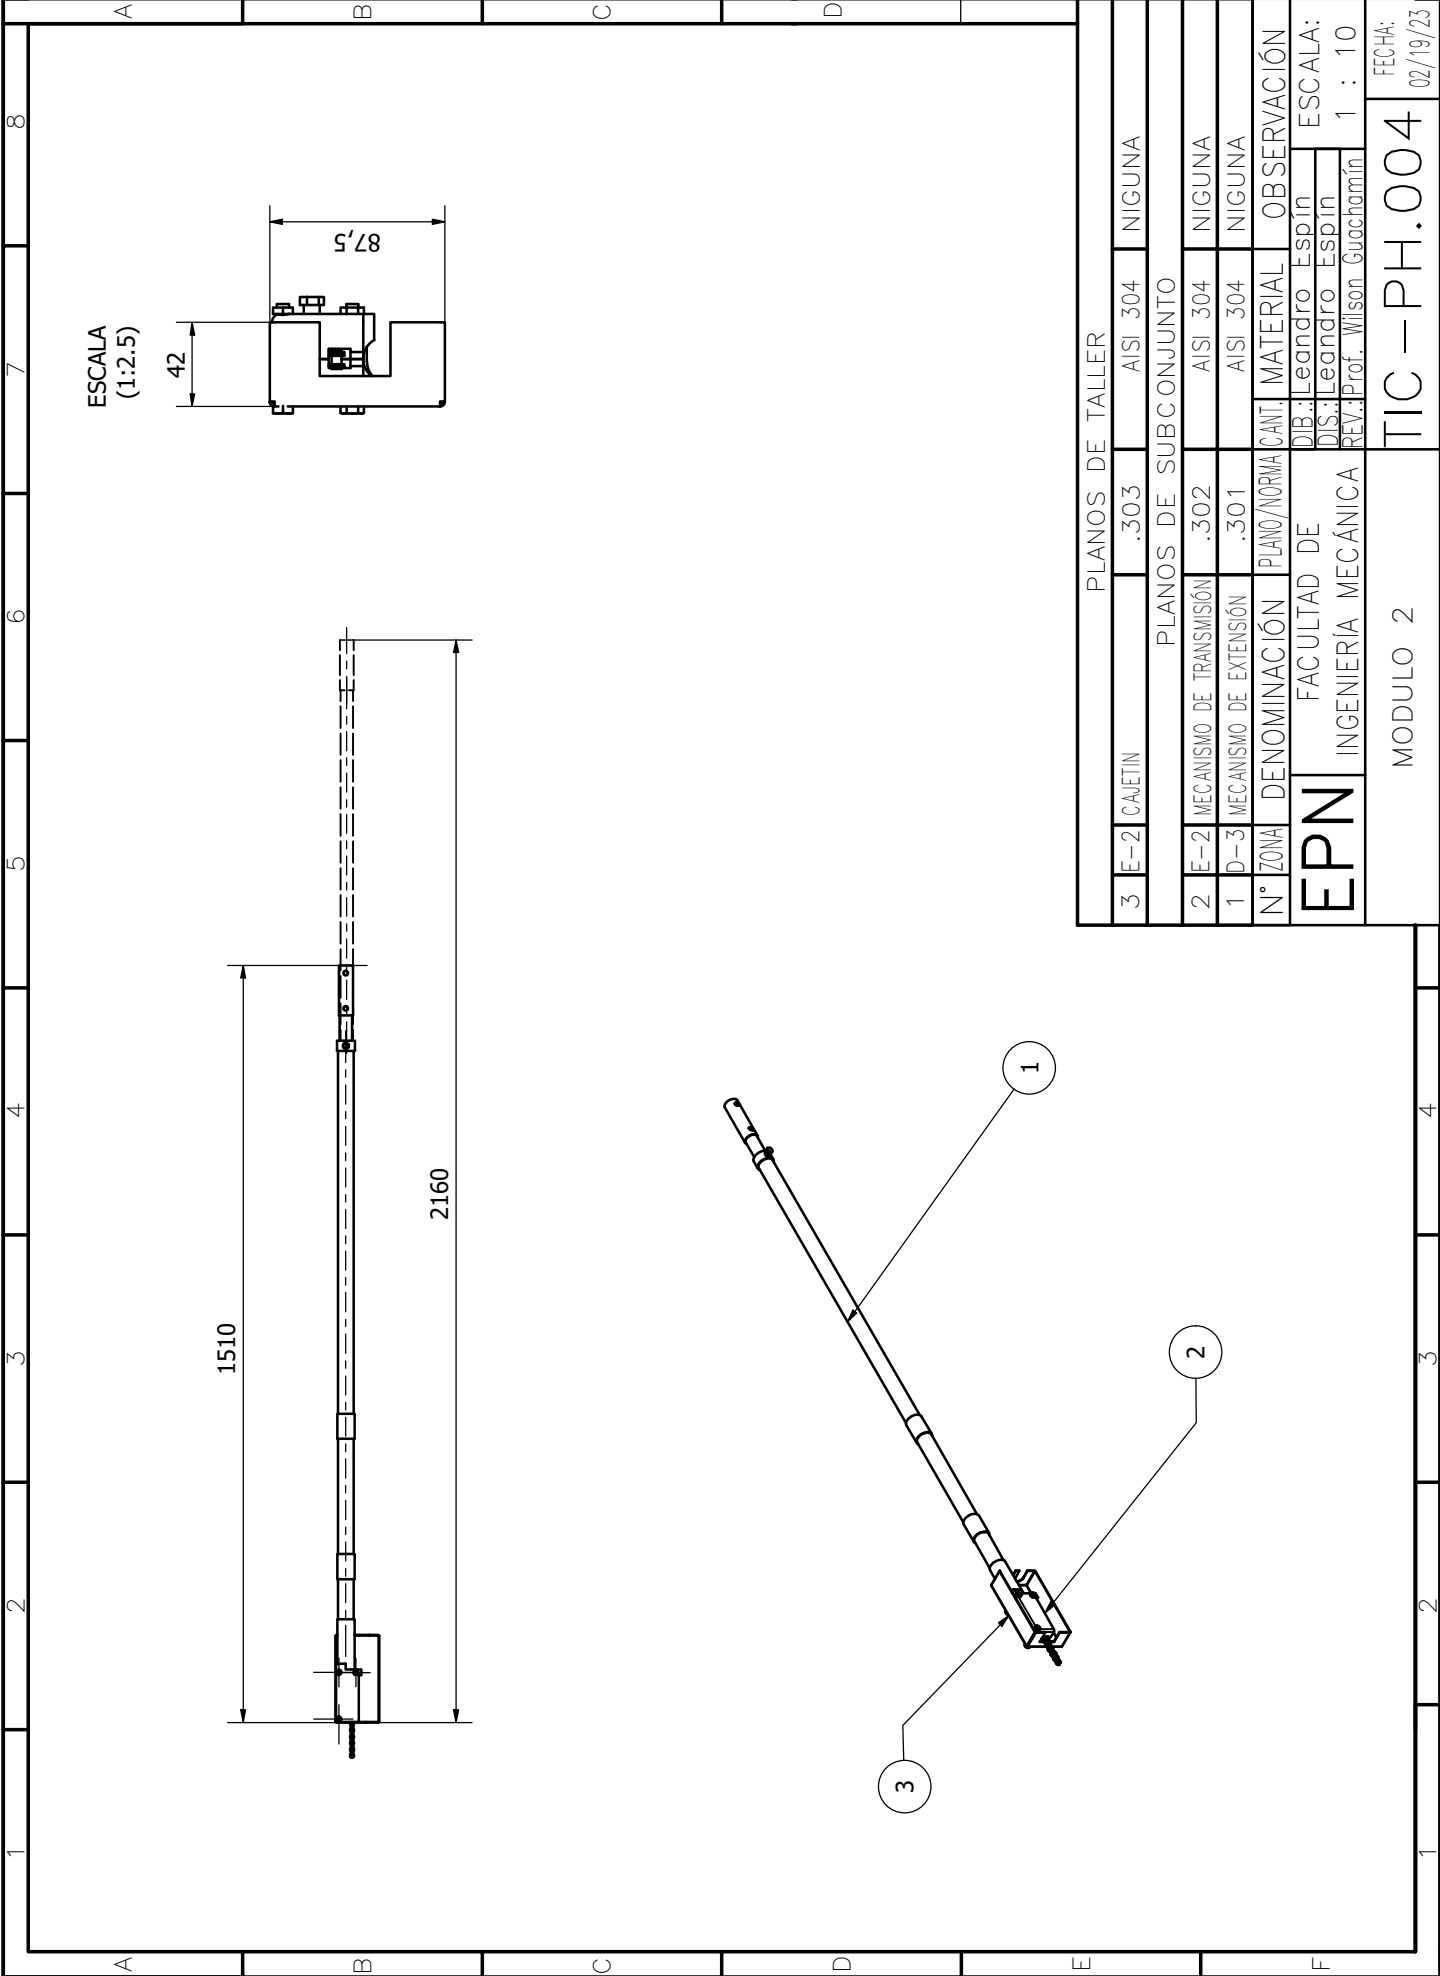 1 2 3 4 5 6 7 8
A
B
C
D
A
B
C
D
E
F
1 2 3 4
1510
2160
ESCALA
(1:2.5)
42
87,5
1
2
3
PLANOS DE TALLER
3 E-2 CAJETIN .303 AISI 304 NIGUNA
PLANOS DE SUBCONJUNTO
2 E-2 MECANISMO DE TRANSMISIÓN .302 AISI 304 NIGUNA
1 D-3 MECANISMO DE EXTENSIÓN .301 AISI 304 NIGUNA
N° ZONA DENOMINACIÓN PLANO/NORMA CANT. MATERIAL OBSERVACIÓN
EPN
FACULTAD DE
INGENIERÍA MECÁNICA
DIB.: Leandro Espín
DIS.: Leandro Espín
REV.: Prof. Wilson Guachamín
ESCALA:
1 : 10
MODULO 2
TIC-PH.004
FECHA:
02/19/23